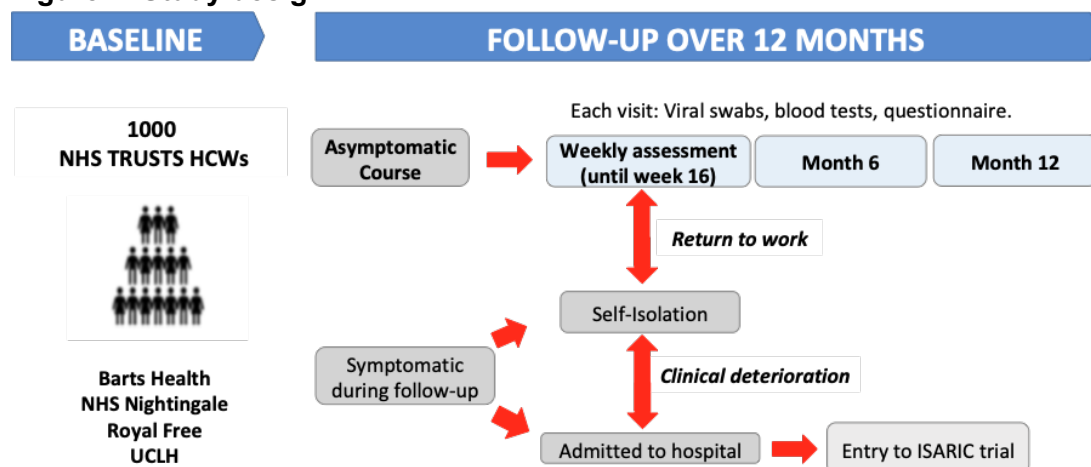 BASELINE
FOLLOW-UP OVER 12 MONTHS
1000
NHS TRUSTS HCWs
Barts Health
NHS Nightingale
Royal Free
UCLH
Each visit: Viral swabs, blood tests, questionnaire.
Asymptomatic
Course
Weekly assessment
(until week 16)
Month 6
Month 12
Return to work
Self-Isolation
Symptomatic
during follow-up
Clinical deterioration
Admitted to hospital
Entry to ISARIC trial